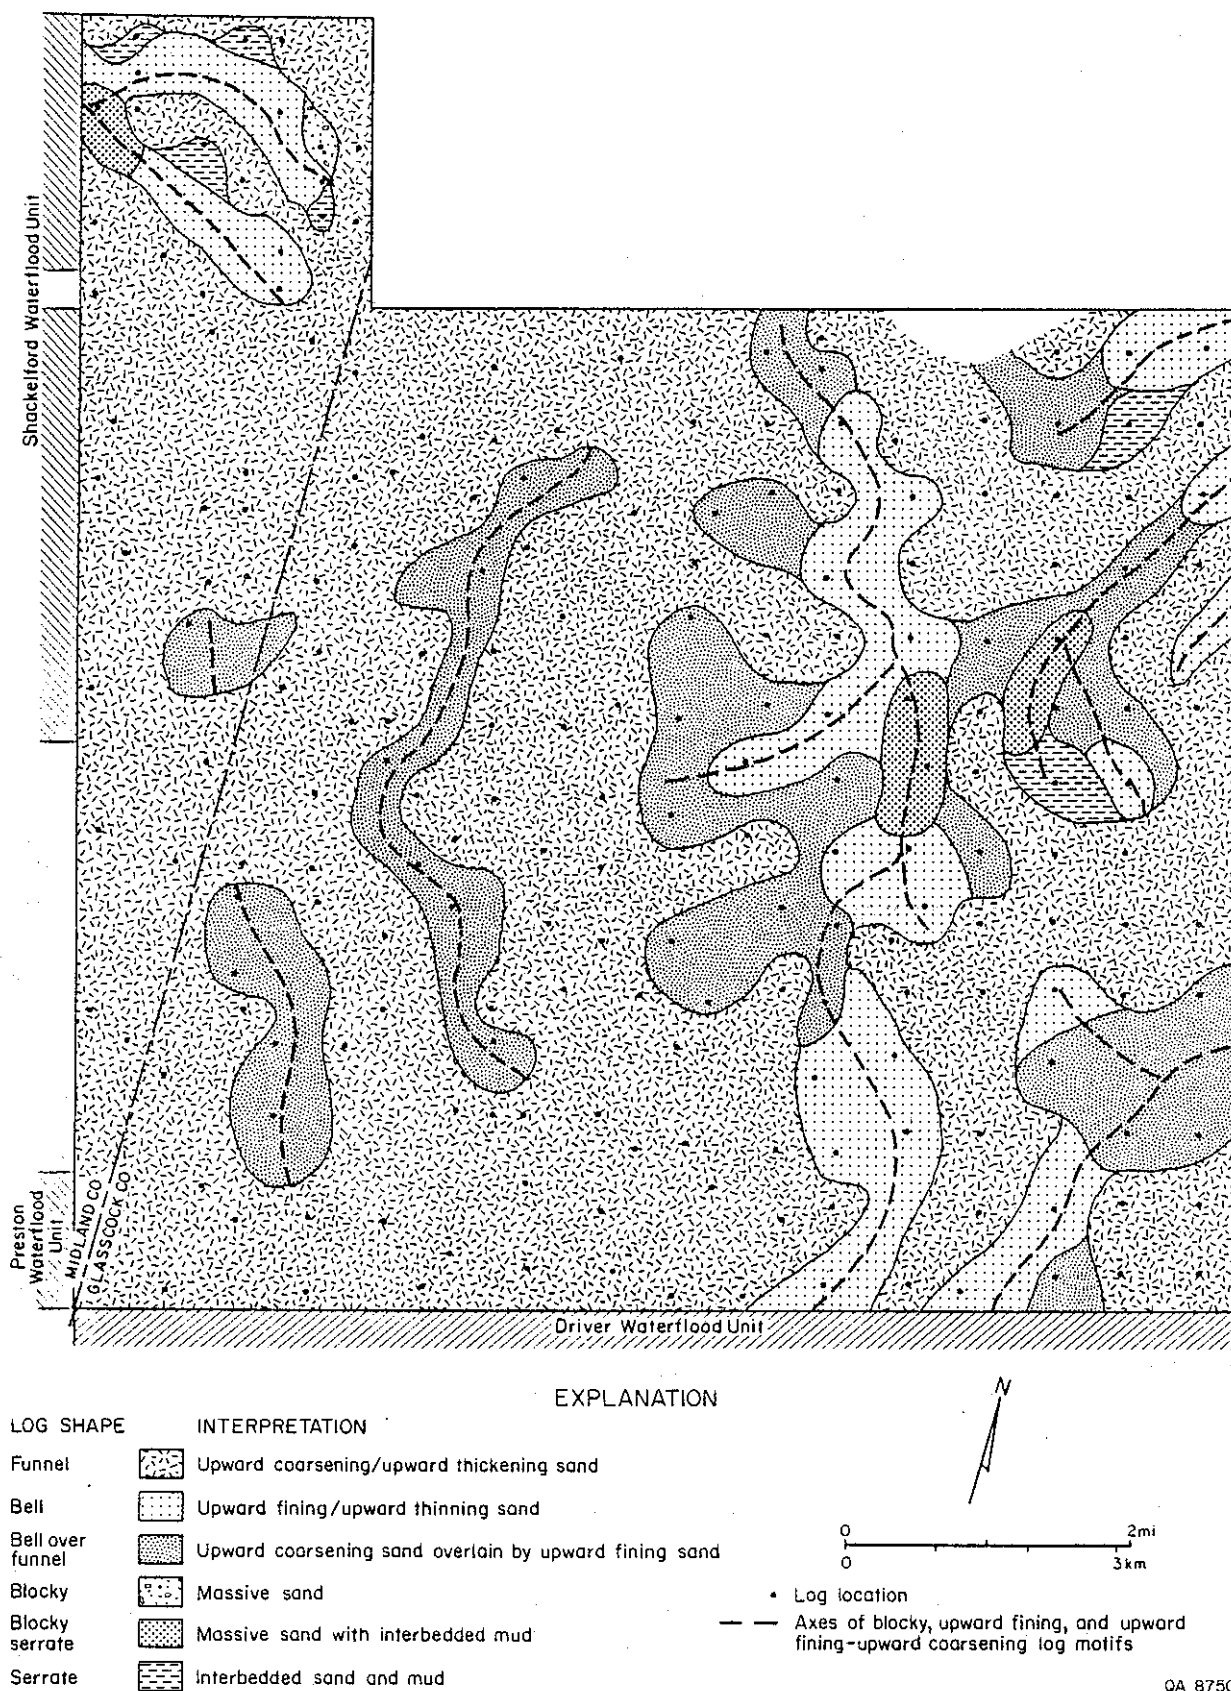 Shackelford Waterflood Unit
Preston
Waterflood
Unit
MIDLAND CO
GLASSCOCK CO
Driver Waterflood Unit
EXPLANATION
N
LOG SHAPE INTERPRETATION
Funnel Upward coarsening/upward thickening sand
Bell Upward fining/upward thinning sand
Bell over
funnel Upward coarsening sand overlain by upward fining sand
Blocky Massive sand
Blocky
serrate Massive sand with interbedded mud
Serrate Interbedded sand and mud
0 2mi
0 3km
Log location
Axes of blocky, upward fining, and upward
fining-upward coarsening log motifs
QA 8750